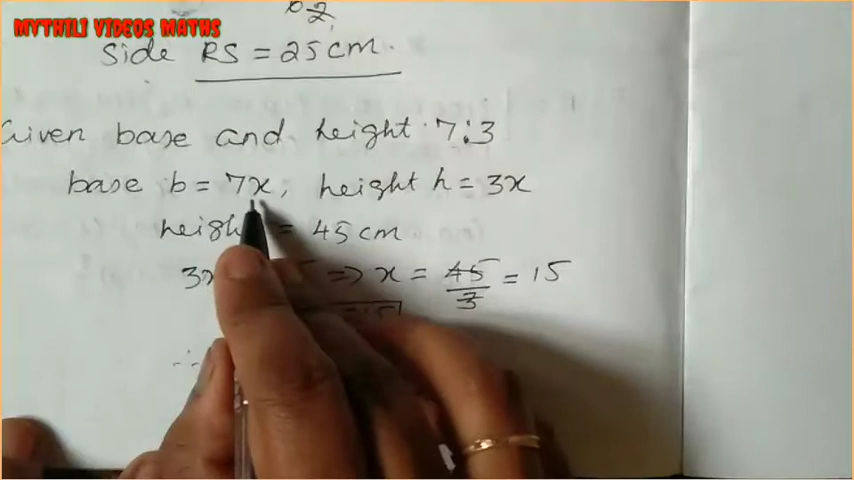 MYTHILI VIDEOS MATHS
Side RS = 25 cm.
Given base and height 7:3
base b = 7x, height h = 3x
= 45 cm
3x => x = 45/3 = 15
∴